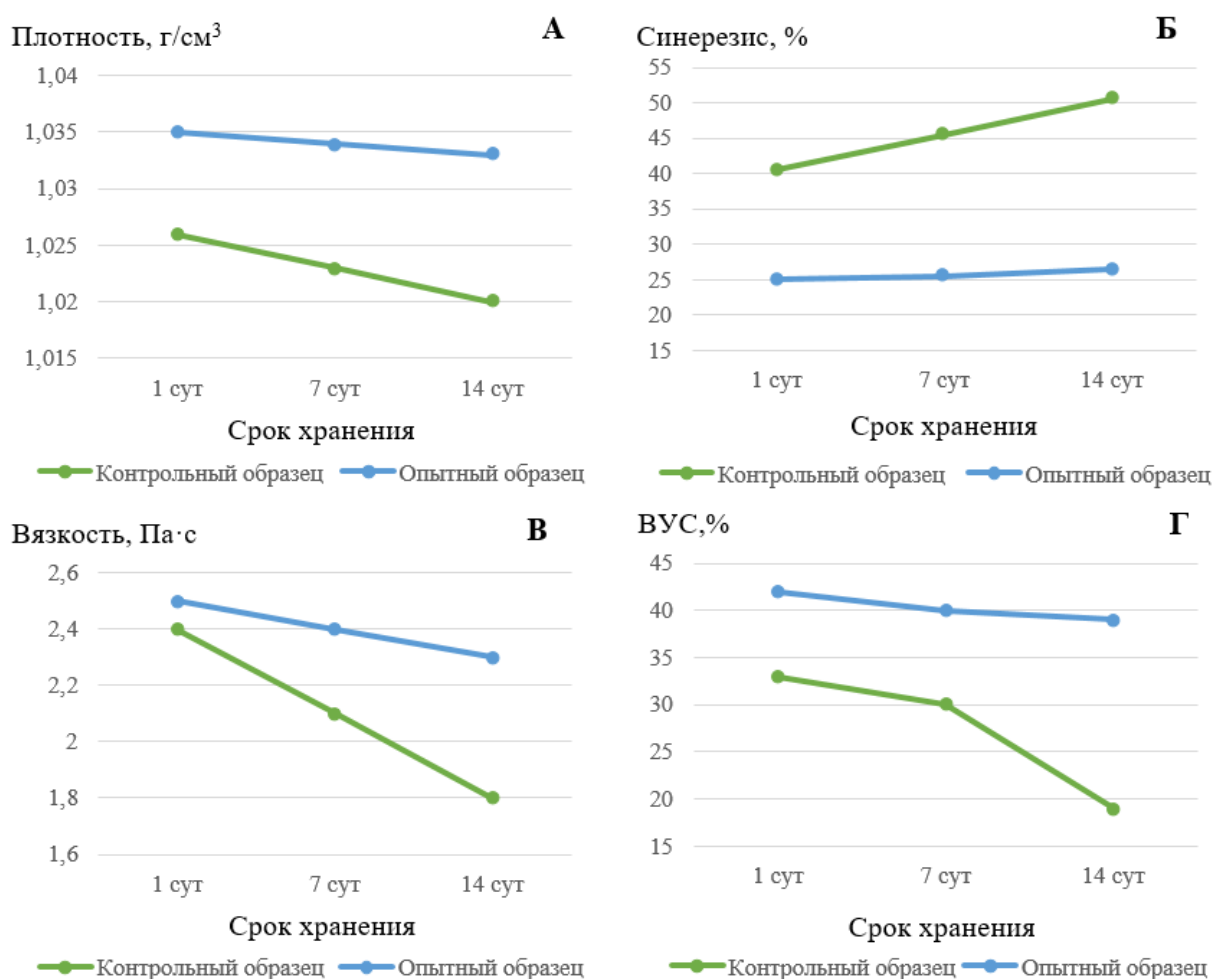 Плотность, г/см³
А
1,04
1,035
1,03
1,025
1,02
1,015
1 сут 7 сут 14 сут
Срок хранения
Контрольный образец Опытный образец
Синерезис, %
Б
55
50
45
40
35
30
25
20
15
1 сут 7 сут 14 сут
Срок хранения
Контрольный образец Опытный образец
Вязкость, Па·с
В
2,6
2,4
2,2
2
1,8
1,6
1 сут 7 сут 14 сут
Срок хранения
Контрольный образец Опытный образец
ВУС,%
Г
45
40
35
30
25
20
15
1 сут 7 сут 14 сут
Срок хранения
Контрольный образец Опытный образец